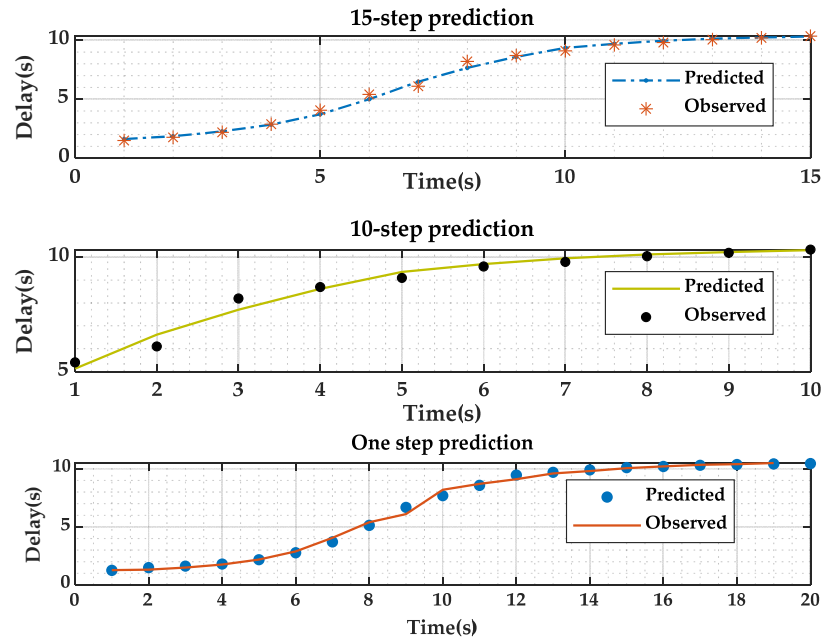 15-step prediction
10
5
0
Delay(s)
Predicted
Observed
0 5 10 15
Time(s)
10-step prediction
10
5
Delay(s)
Predicted
Observed
1 2 3 4 5 6 7 8 9 10
Time(s)
One step prediction
10
5
0
Delay(s)
Predicted
Observed
0 2 4 6 8 10 12 14 16 18 20
Time(s)